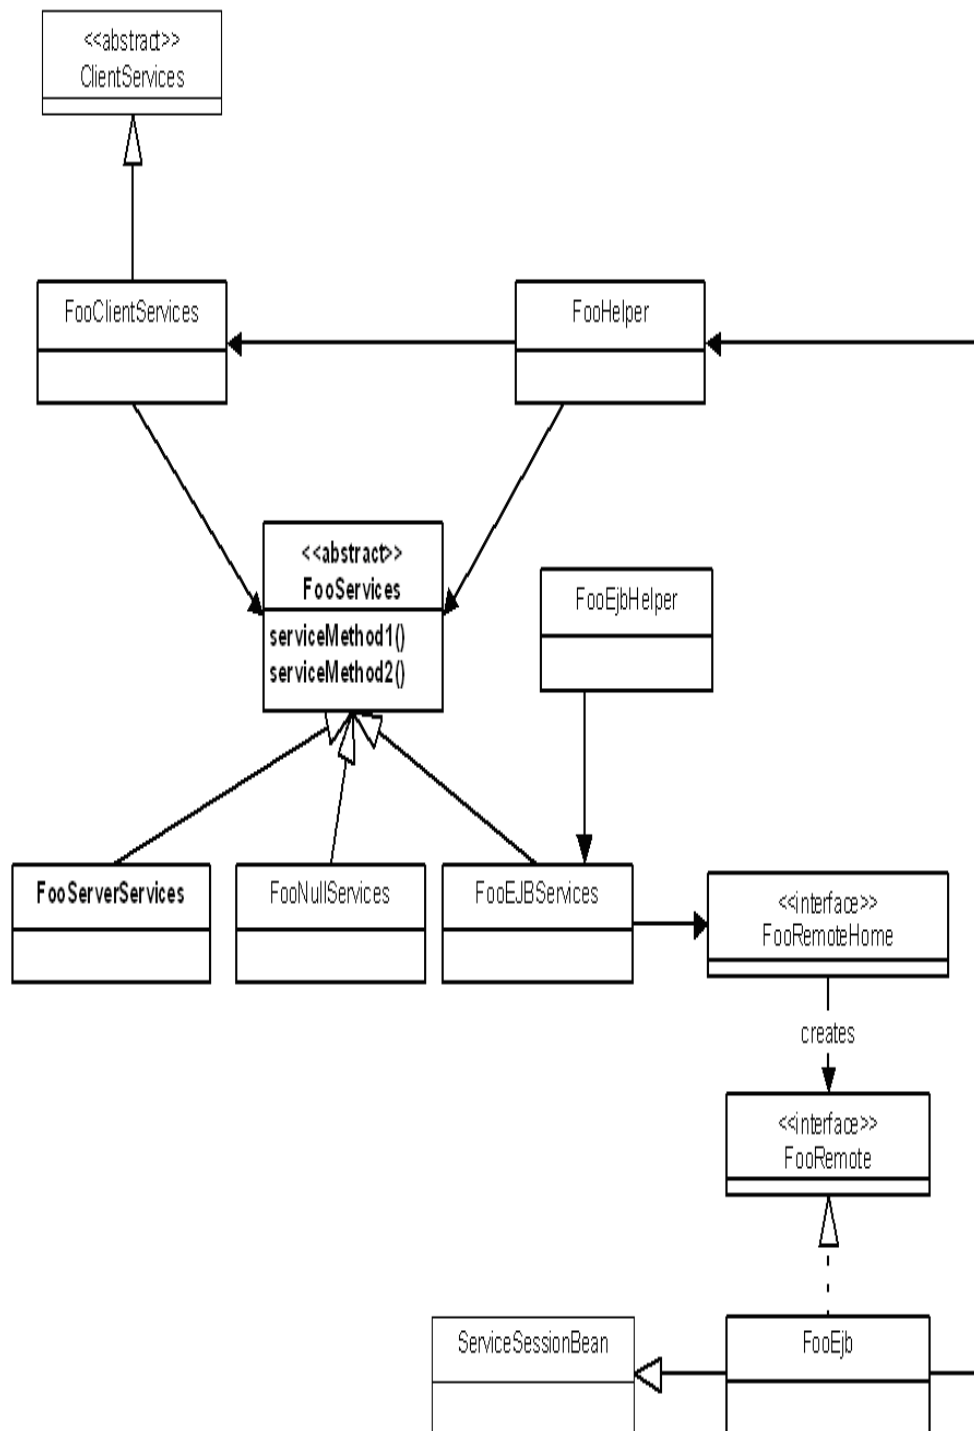 <<abstract>>
ClientServices
FooClientServices
FooHelper
<<abstract>>
FooServices
serviceMethod1()
serviceMethod2()
FooEjbHelper
FooServerServices
FooNullServices
FooEJBServices
<<interface>>
FooRemoteHome
creates
<<interface>>
FooRemote
ServiceSessionBean
FooEjb